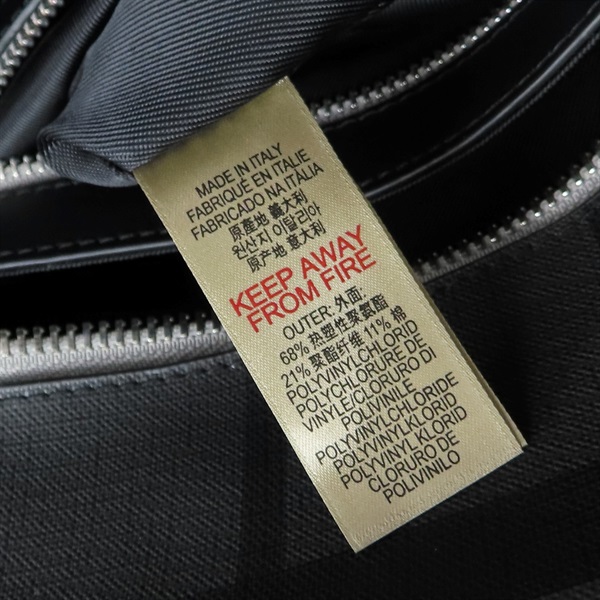 MADE IN ITALY
FABRIQUÉ EN ITALIE
FABRICADO NA ITÁLIA
原產地 義大利
원산지 이탈리아
原产地 意大利
KEEP AWAY
FROM FIRE
OUTER: 外面:
68% 热塑性聚氨酯
21% 聚酯纤维 11% 棉
POLYVINYLCHLORID
POLYCHLORURE DE
VINYLE/CLORURO DI
POLIVINILE
POLYVINYLCHLORIDE
POLYVINYLKLORID
POLYVINYL KLORID
CLORURO DE
POLIVINILO